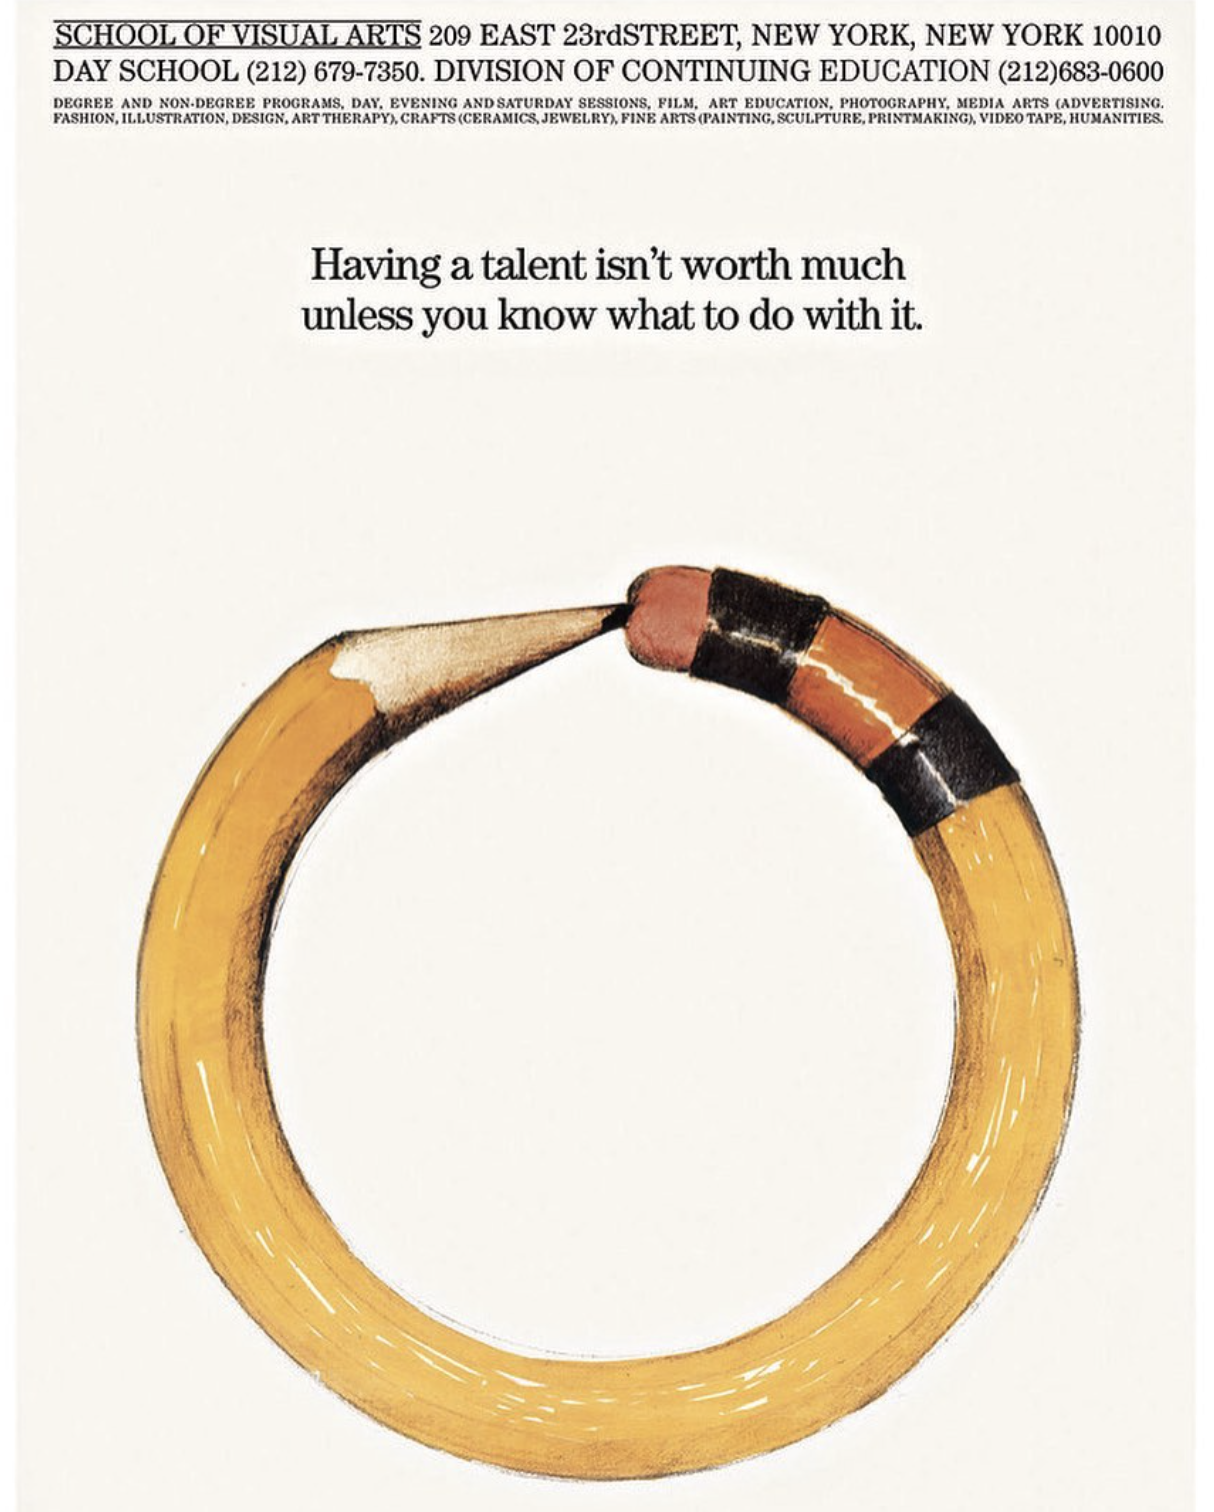 SCHOOL OF VISUAL ARTS 209 EAST 23rdSTREET, NEW YORK, NEW YORK 10010
DAY SCHOOL (212) 679-7350. DIVISION OF CONTINUING EDUCATION (212)683-0600
DEGREE AND NON-DEGREE PROGRAMS, DAY, EVENING AND SATURDAY SESSIONS, FILM, ART EDUCATION, PHOTOGRAPHY, MEDIA ARTS (ADVERTISING.
FASHION, ILLUSTRATION, DESIGN, ART THERAPY), CRAFTS (CERAMICS, JEWELRY), FINE ARTS (PAINTING, SCULPTURE, PRINTMAKING), VIDEO TAPE, HUMANITIES.
Having a talent isn't worth much
unless you know what to do with it.